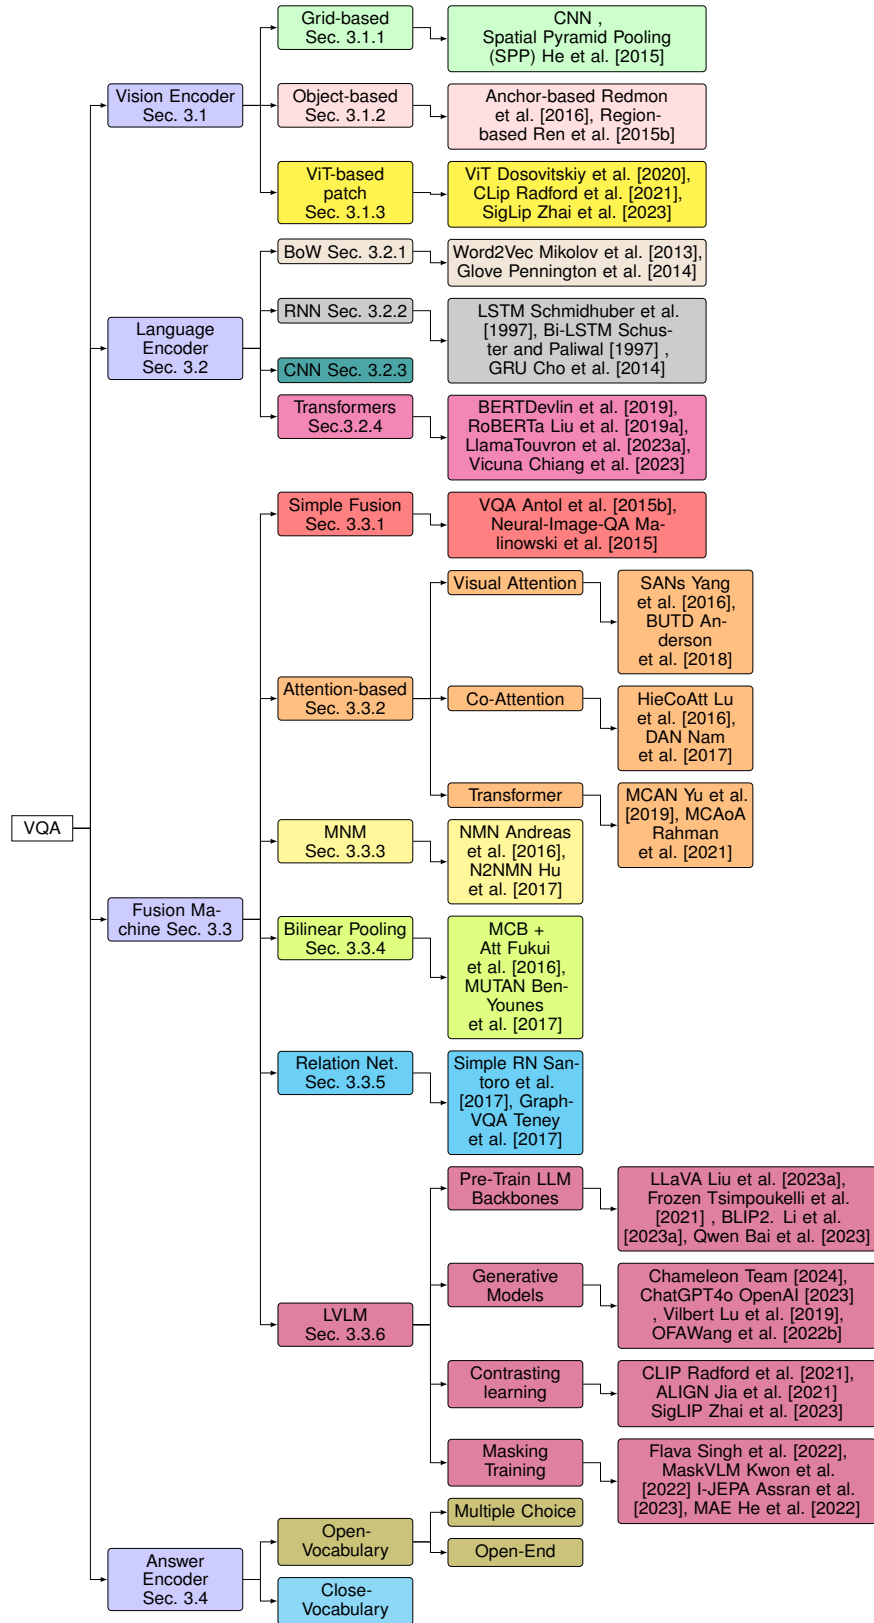 Grid-based
Sec. 3.1.1
CNN ,
Spatial Pyramid Pooling
(SPP) He et al. [2015]
Vision Encoder
Sec. 3.1
Object-based
Sec. 3.1.2
Anchor-based Redmon
et al. [2016], Region-
based Ren et al. [2015b]
ViT-based
patch
Sec. 3.1.3
ViT Dosovitskiy et al. [2020],
CLip Radford et al. [2021],
SigLip Zhai et al. [2023]
BoW Sec. 3.2.1
Word2Vec Mikolov et al. [2013],
Glove Pennington et al. [2014]
RNN Sec. 3.2.2
LSTM Schmidhuber et al.
[1997], Bi-LSTM Schus-
ter and Paliwal [1997] ,
GRU Cho et al. [2014]
Language
Encoder
Sec. 3.2
CNN Sec. 3.2.3
Transformers
Sec.3.2.4
BERTDevlin et al. [2019],
RoBERTa Liu et al. [2019a],
LlamaTouvron et al. [2023a],
Vicuna Chiang et al. [2023]
Simple Fusion
Sec. 3.3.1
VQA Antol et al. [2015b],
Neural-Image-QA Ma-
linowski et al. [2015]
Visual Attention
SANs Yang
et al. [2016],
BUTD An-
derson
et al. [2018]
Attention-based
Sec. 3.3.2
Co-Attention
HieCoAtt Lu
et al. [2016],
DAN Nam
et al. [2017]
Transformer
MCAN Yu et al.
[2019], MCAoA
Rahman
et al. [2021]
VQA
MNM
Sec. 3.3.3
NMN Andreas
et al. [2016],
N2NMN Hu
et al. [2017]
Fusion Ma-
chine Sec. 3.3
Bilinear Pooling
Sec. 3.3.4
MCB +
Att Fukui
et al. [2016],
MUTAN Ben-
Younes
et al. [2017]
Relation Net.
Sec. 3.3.5
Simple RN San-
toro et al.
[2017], Graph-
VQA Teney
et al. [2017]
Pre-Train LLM
Backbones
LLaVA Liu et al. [2023a],
Frozen Tsimpoukelli et al.
[2021] , BLIP2. Li et al.
[2023a], Qwen Bai et al. [2023]
Generative
Models
Chameleon Team [2024],
ChatGPT4o OpenAI [2023]
, Vilbert Lu et al. [2019],
OFAWang et al. [2022b]
LVLM
Sec. 3.3.6
Contrasting
learning
CLIP Radford et al. [2021],
ALIGN Jia et al. [2021]
SigLIP Zhai et al. [2023]
Masking
Training
Flava Singh et al. [2022],
MaskVLM Kwon et al.
[2022] I-JEPA Assran et al.
[2023], MAE He et al. [2022]
Answer
Encoder
Sec. 3.4
Open-
Vocabulary
Multiple Choice
Open-End
Close-
Vocabulary